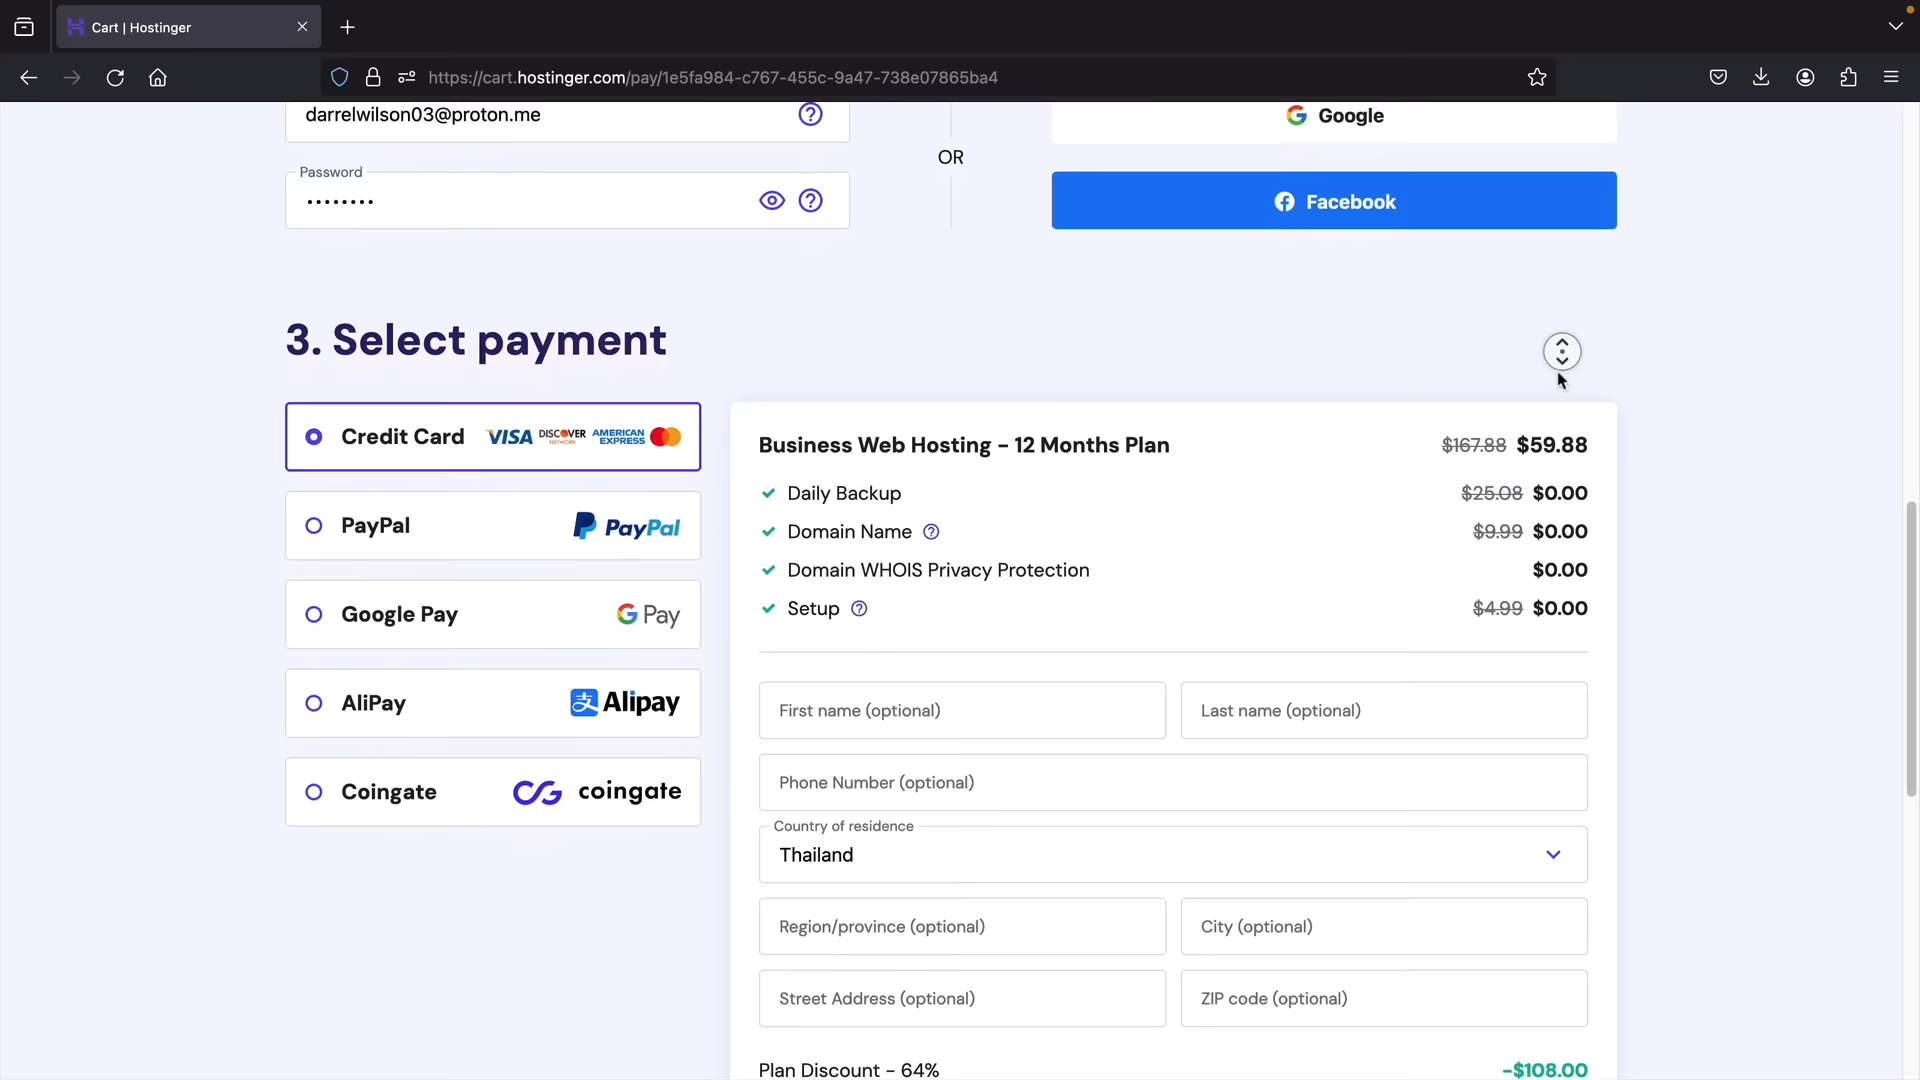 Cart | Hostinger
https://cart.hostinger.com/pay/1e5fa984-c767-455c-9a47-738e07865ba4
darrelwilson03@proton.me
Google
OR
Password
Facebook
3. Select payment
Credit Card VISA DISCOVER NETWORK AMERICAN EXPRESS
PayPal PayPal
Google Pay G Pay
AliPay 支 Alipay
Coingate coingate
Business Web Hosting - 12 Months Plan $167.88 $59.88
Daily Backup $25.08 $0.00
Domain Name $9.99 $0.00
Domain WHOIS Privacy Protection $0.00
Setup $4.99 $0.00
First name (optional) Last name (optional)
Phone Number (optional)
Country of residence
Thailand
Region/province (optional) City (optional)
Street Address (optional) ZIP code (optional)
Plan Discount - 64% -$108.00